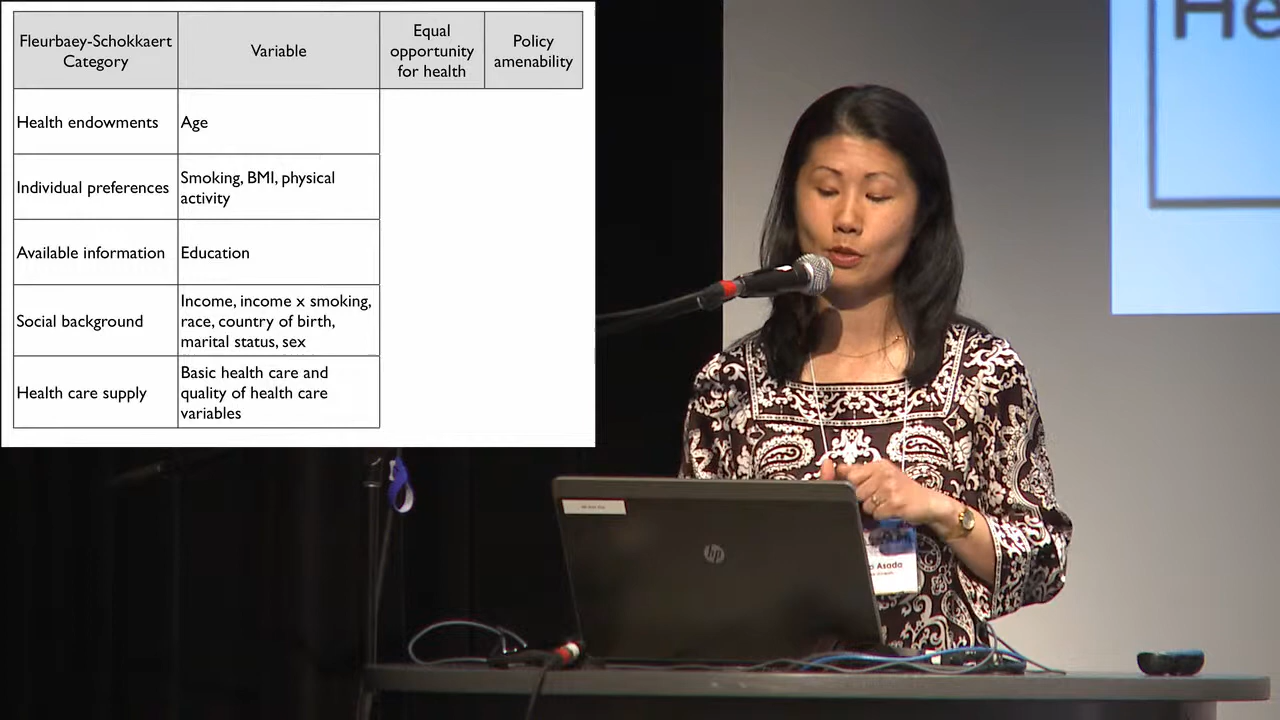 Fleurbaey-Schokkaert
Category
Variable
Equal
opportunity
for health
Policy
amenability
Health endowments
Age
Individual preferences
Smoking, BMI, physical
activity
Available information
Education
Social background
Income, income x smoking,
race, country of birth,
marital status, sex
Health care supply
Basic health care and
quality of health care
variables
He
hp
Asada